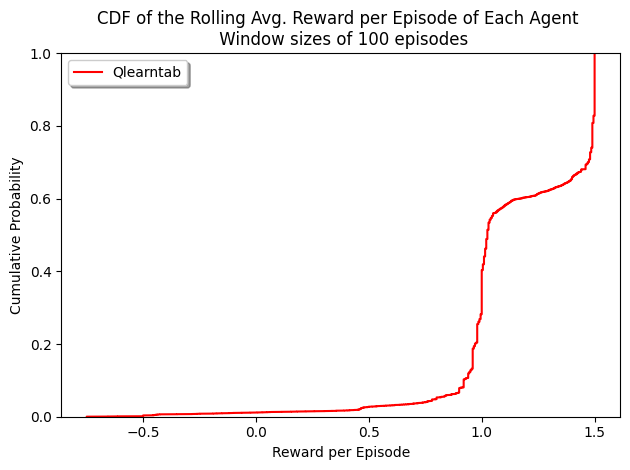 CDF of the Rolling Avg. Reward per Episode of Each Agent
Window sizes of 100 episodes
Qlearntab
Cumulative Probability
1.0
0.8
0.6
0.4
0.2
0.0
−0.5
0.0
0.5
1.0
1.5
Reward per Episode